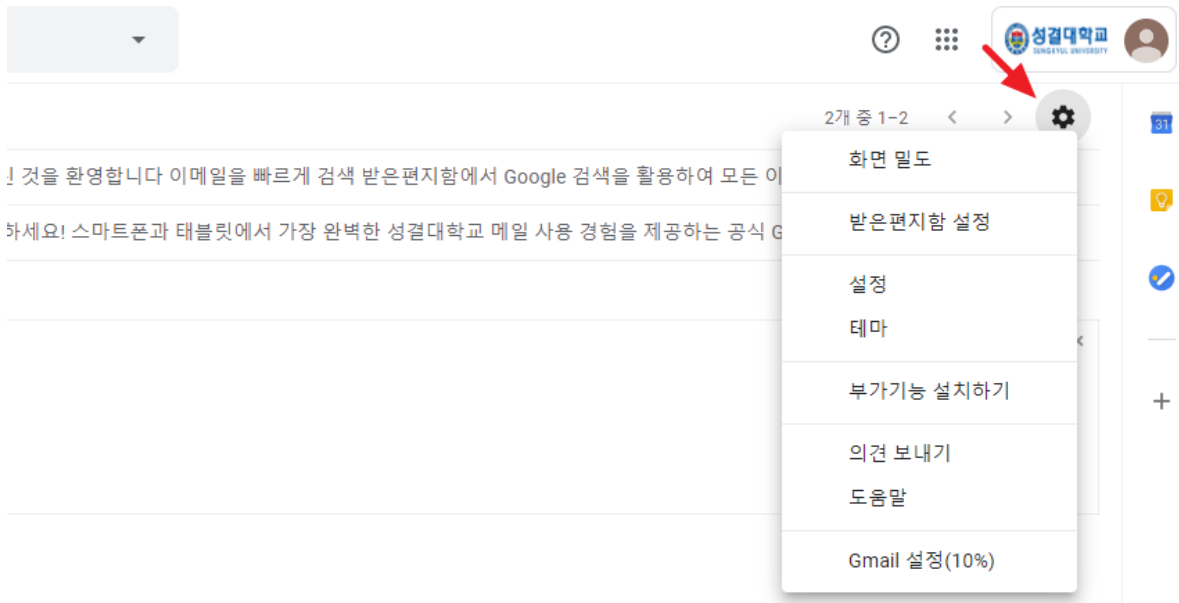 성결대학교
SUNGKYUL UNIVERSITY
2개 중 1–2
31
화면 밀도
것을 환영합니다 이메일을 빠르게 검색 받은편지함에서 Google 검색을 활용하여 모든 이
받은편지함 설정
하세요! 스마트폰과 태블릿에서 가장 완벽한 성결대학교 메일 사용 경험을 제공하는 공식 G
설정
테마
부가기능 설치하기
의견 보내기
도움말
Gmail 설정(10%)